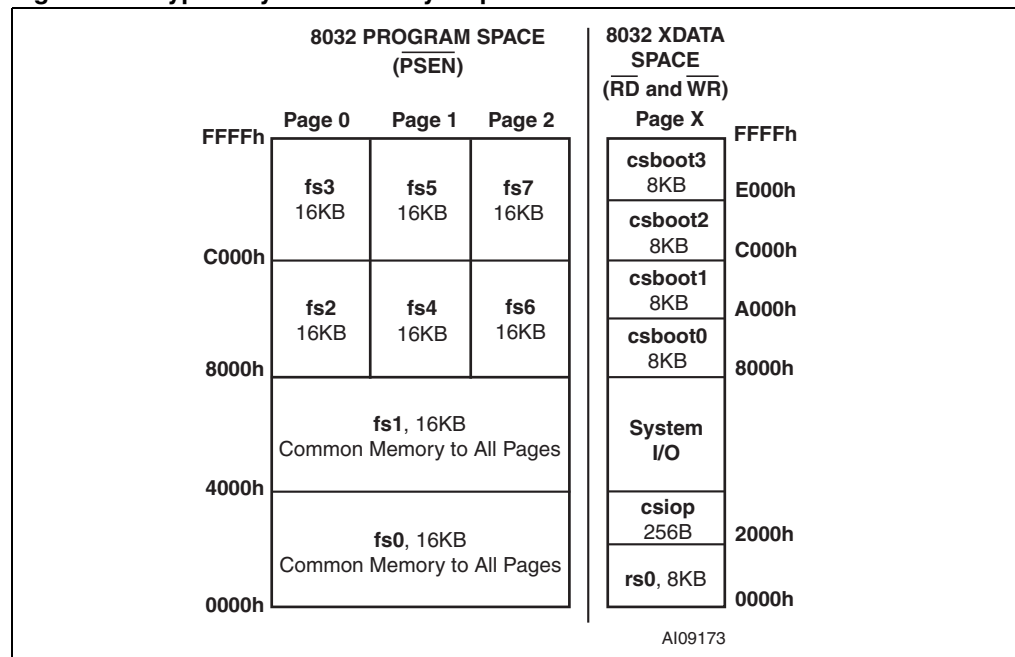 8032 PROGRAM SPACE
(PSEN)
Page 0 Page 1 Page 2
FFFFh
fs3
16KB
fs5
16KB
fs7
16KB
C000h
fs2
16KB
fs4
16KB
fs6
16KB
8000h
fs1, 16KB
Common Memory to All Pages
4000h
fs0, 16KB
Common Memory to All Pages
0000h
8032 XDATA
SPACE
(RD and WR)
Page X
FFFFh
csboot3
8KB
E000h
csboot2
8KB
C000h
csboot1
8KB
A000h
csboot0
8KB
8000h
System
I/O
csiop
256B
2000h
rs0, 8KB
0000h
AI09173